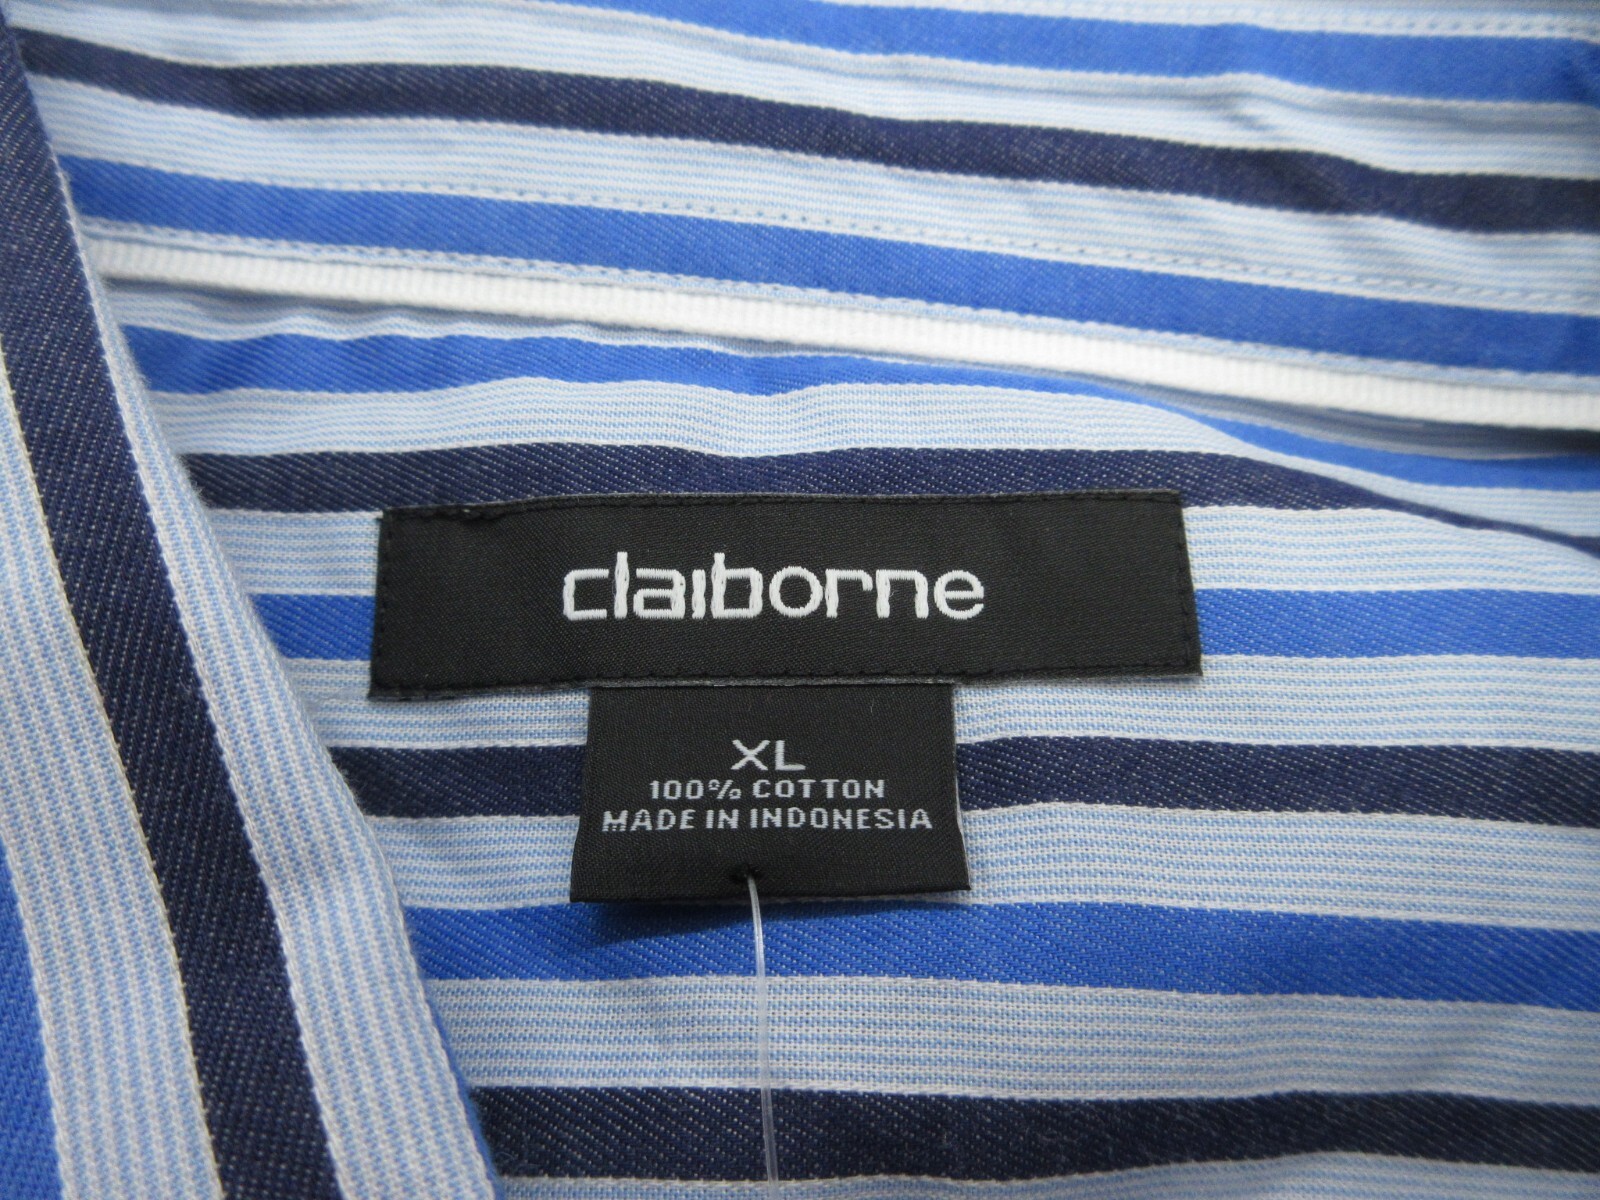 claiborne
XL
100% COTTON
MADE IN INDONESIA